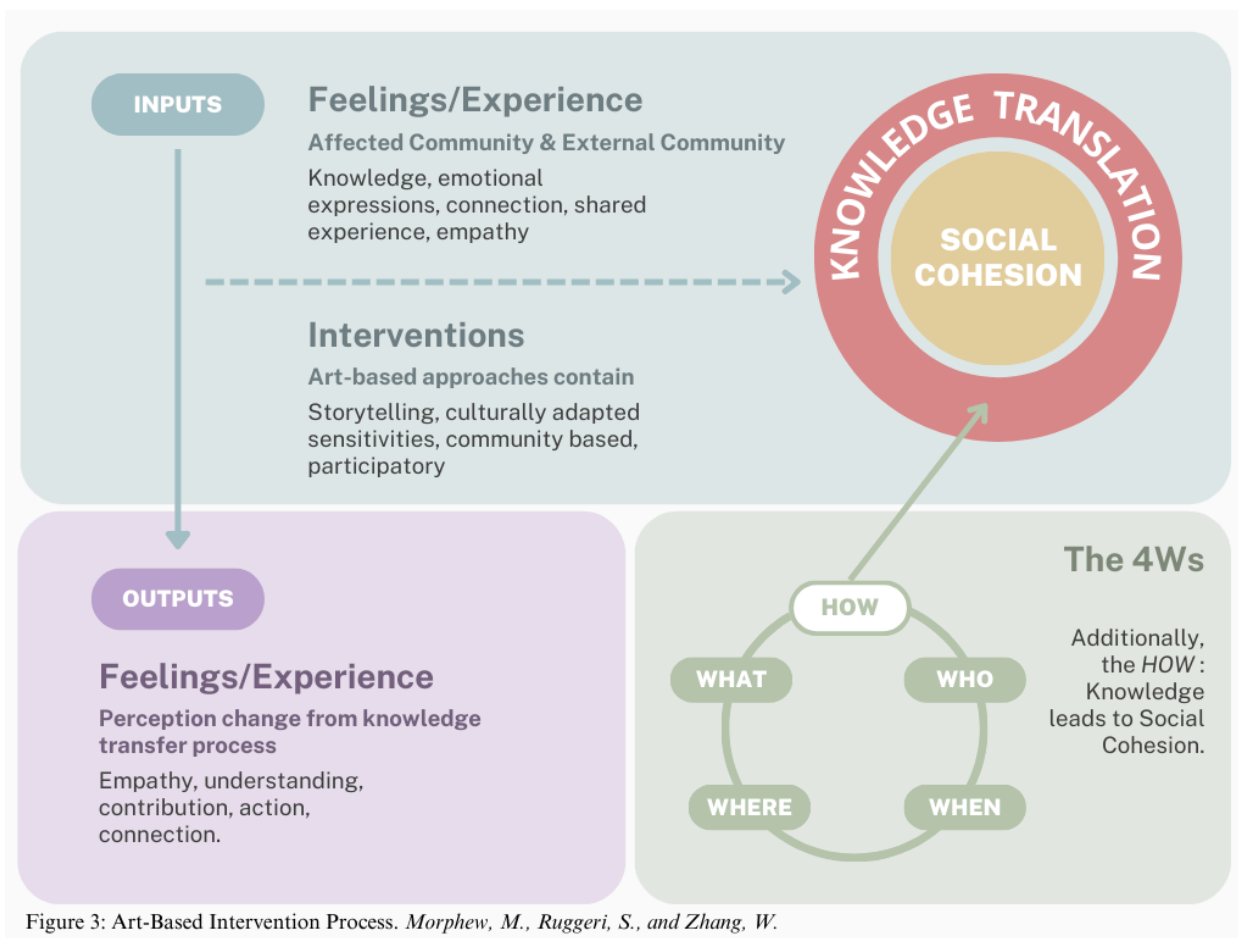 INPUTS
Feelings/Experience
Affected Community & External Community
Knowledge, emotional
expressions, connection, shared
experience, empathy
Interventions
Art-based approaches contain
Storytelling, culturally adapted
sensitivities, community based,
participatory
KNOWLEDGE TRANSLATION
SOCIAL
COHESION
OUTPUTS
Feelings/Experience
Perception change from knowledge
transfer process
Empathy, understanding,
contribution, action,
connection.
The 4Ws
Additionally,
the HOW :
Knowledge
leads to Social
Cohesion.
HOW
WHAT
WHO
WHERE
WHEN
Figure 3: Art-Based Intervention Process. Morphew, M., Ruggeri, S., and Zhang, W.